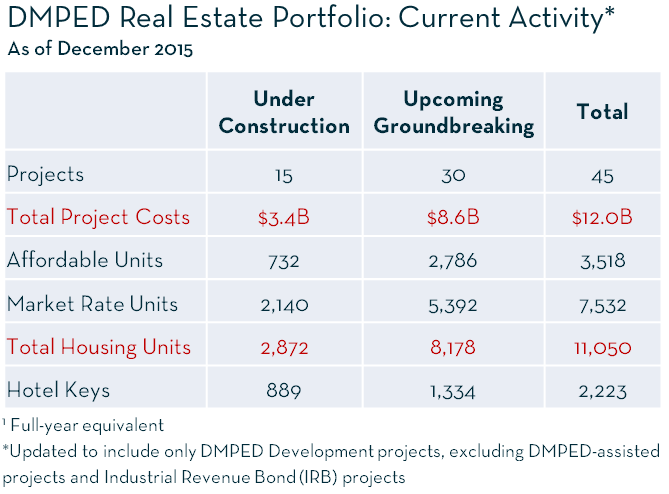 DMPED Real Estate Portfolio: Current Activity*
As of December 2015
Under Construction Upcoming Groundbreaking Total
Projects 15 30 45
Total Project Costs $3.4B $8.6B $12.0B
Affordable Units 732 2,786 3,518
Market Rate Units 2,140 5,392 7,532
Total Housing Units 2,872 8,178 11,050
Hotel Keys 889 1,334 2,223
¹ Full-year equivalent
*Updated to include only DMPED Development projects, excluding DMPED-assisted
projects and Industrial Revenue Bond (IRB) projects